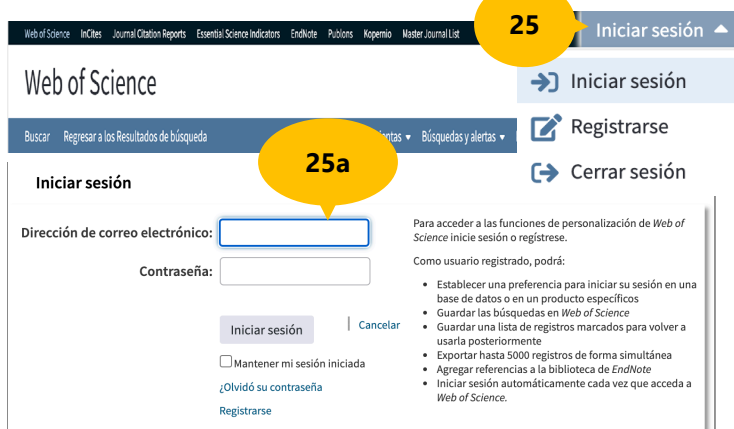 Web of Science InCites Journal Citation Reports Essential Science Indicators EndNote Publons Kopernio Master Journal List
25
Iniciar sesión
Web of Science
Iniciar sesión
Registrarse
Cerrar sesión
Buscar Regresar a los Resultados de búsqueda Búsquedas y alertas
25a
Iniciar sesión
Dirección de correo electrónico:
Contraseña:
Iniciar sesión | Cancelar
Mantener mi sesión iniciada
¿Olvidó su contraseña
Registrarse
Para acceder a las funciones de personalización de Web of
Science inicie sesión o regístrese.
Como usuario registrado, podrá:
• Establecer una preferencia para iniciar su sesión en una
base de datos o en un producto específicos
• Guardar las búsquedas en Web of Science
• Guardar una lista de registros marcados para volver a
usarla posteriormente
• Exportar hasta 5000 registros de forma simultánea
• Agregar referencias a la biblioteca de EndNote
• Iniciar sesión automáticamente cada vez que acceda a
Web of Science.